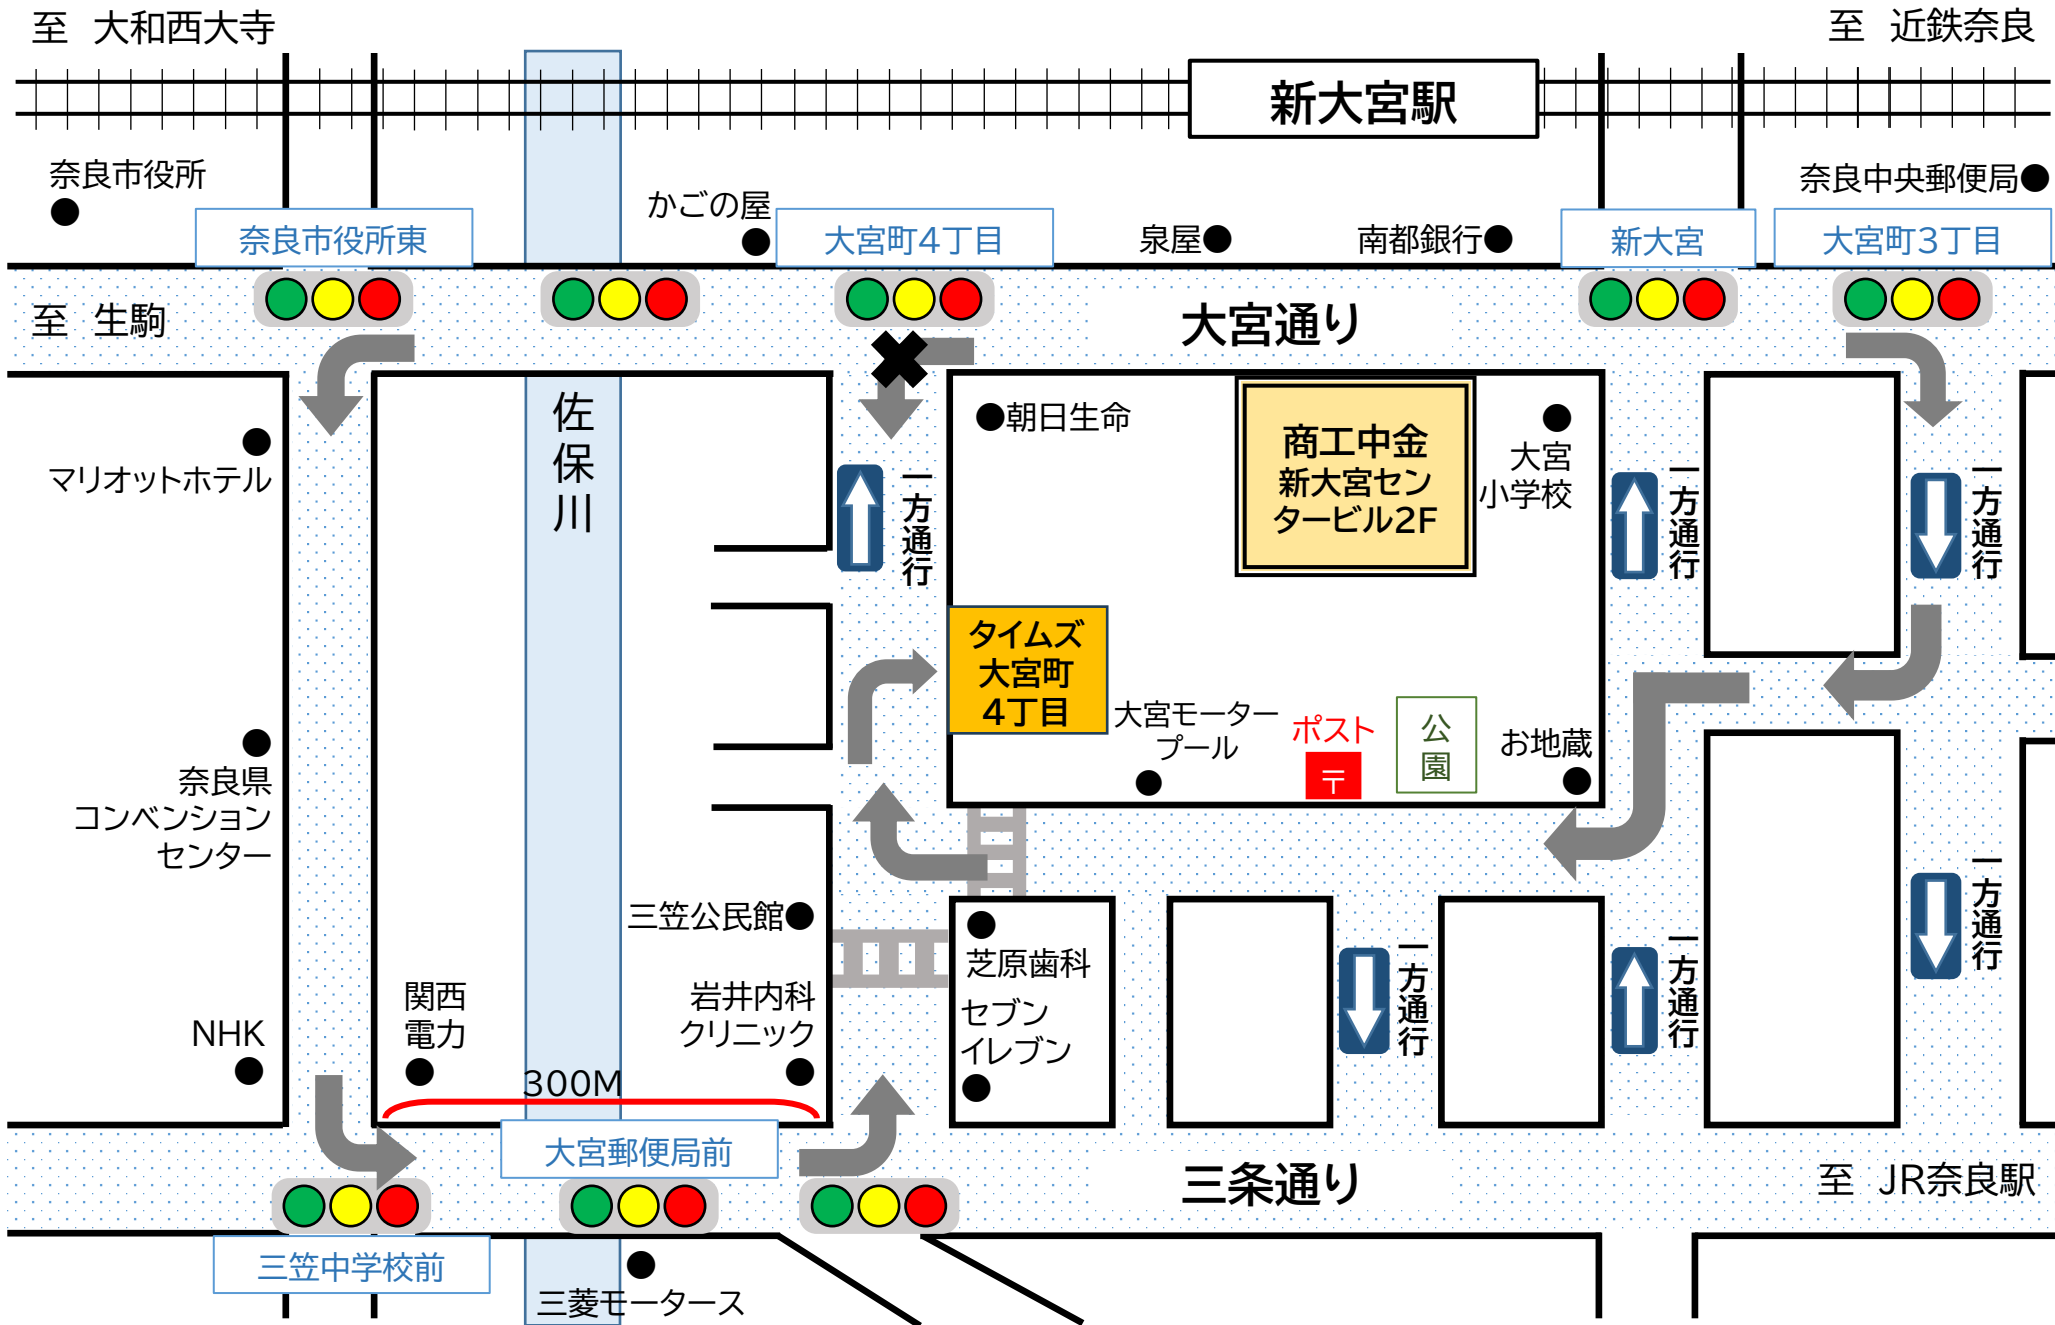 至 大和西大寺
至 近鉄奈良
新大宮駅
奈良市役所
奈良中央郵便局
かごの屋
奈良市役所東
大宮町4丁目
泉屋
南都銀行
新大宮
大宮町3丁目
至 生駒
大宮通り
佐保川
朝日生命
商工中金
新大宮セン
タービル2F
大宮
小学校
マリオットホテル
一方通行
一方通行
一方通行
タイムズ
大宮町
4丁目
大宮モーター
プール
ポスト
〒
公園
お地蔵
奈良県
コンベンション
センター
三笠公民館
芝原歯科
一方通行
一方通行
一方通行
関西
電力
岩井内科
クリニック
セブン
イレブン
NHK
300M
大宮郵便局前
三条通り
至 JR奈良駅
三笠中学校前
三菱モータース